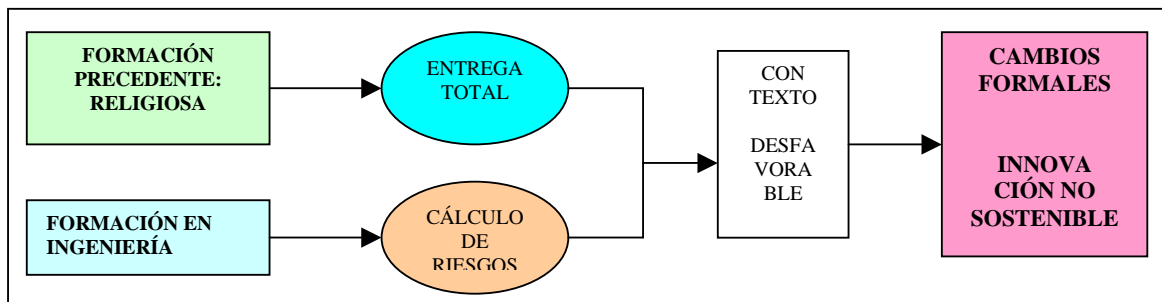 FORMACIÓN
PRECEDENTE:
RELIGIOSA
ENTREGA
TOTAL
FORMACIÓN EN
INGENIERÍA
CÁLCULO
DE
RIESGOS
CON
TEXTO
DESFA
VORA
BLE
CAMBIOS
FORMALES
INNOVA
CIÓN NO
SOSTENIBLE